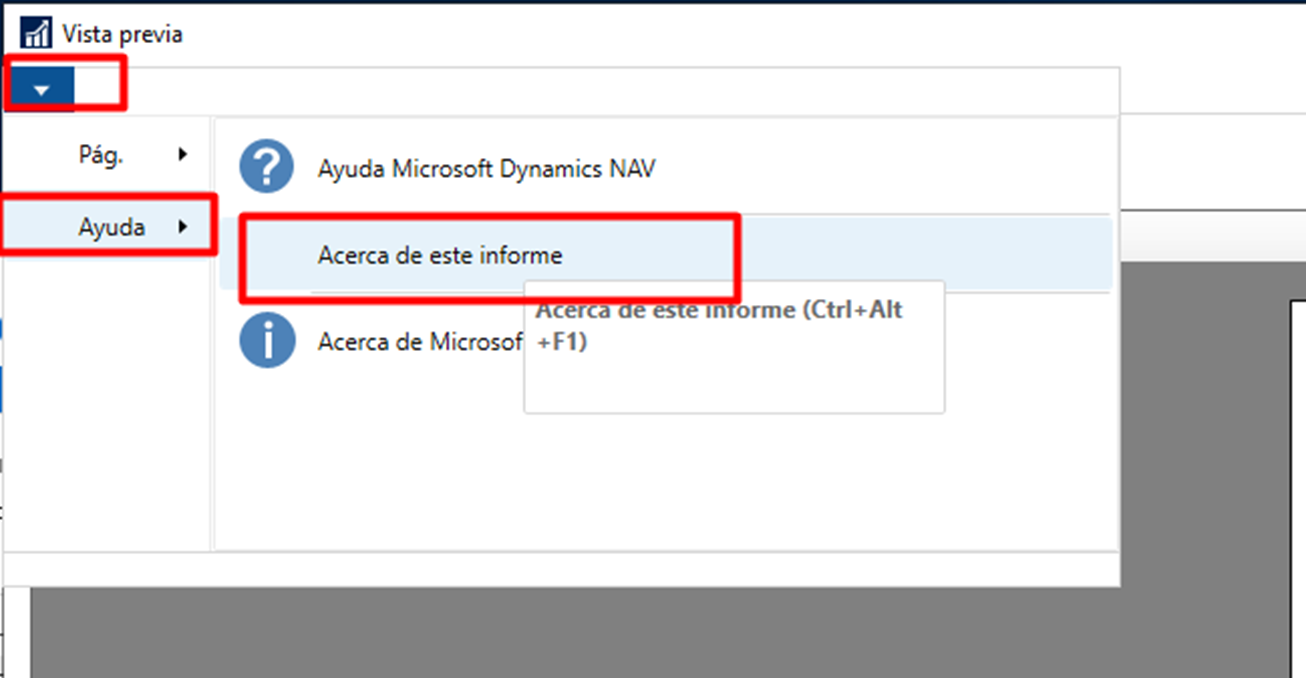 Vista previa
Pág.
Ayuda
Ayuda Microsoft Dynamics NAV
Acerca de este informe
Acerca de este informe (Ctrl+Alt
+F1)
Acerca de Microsof